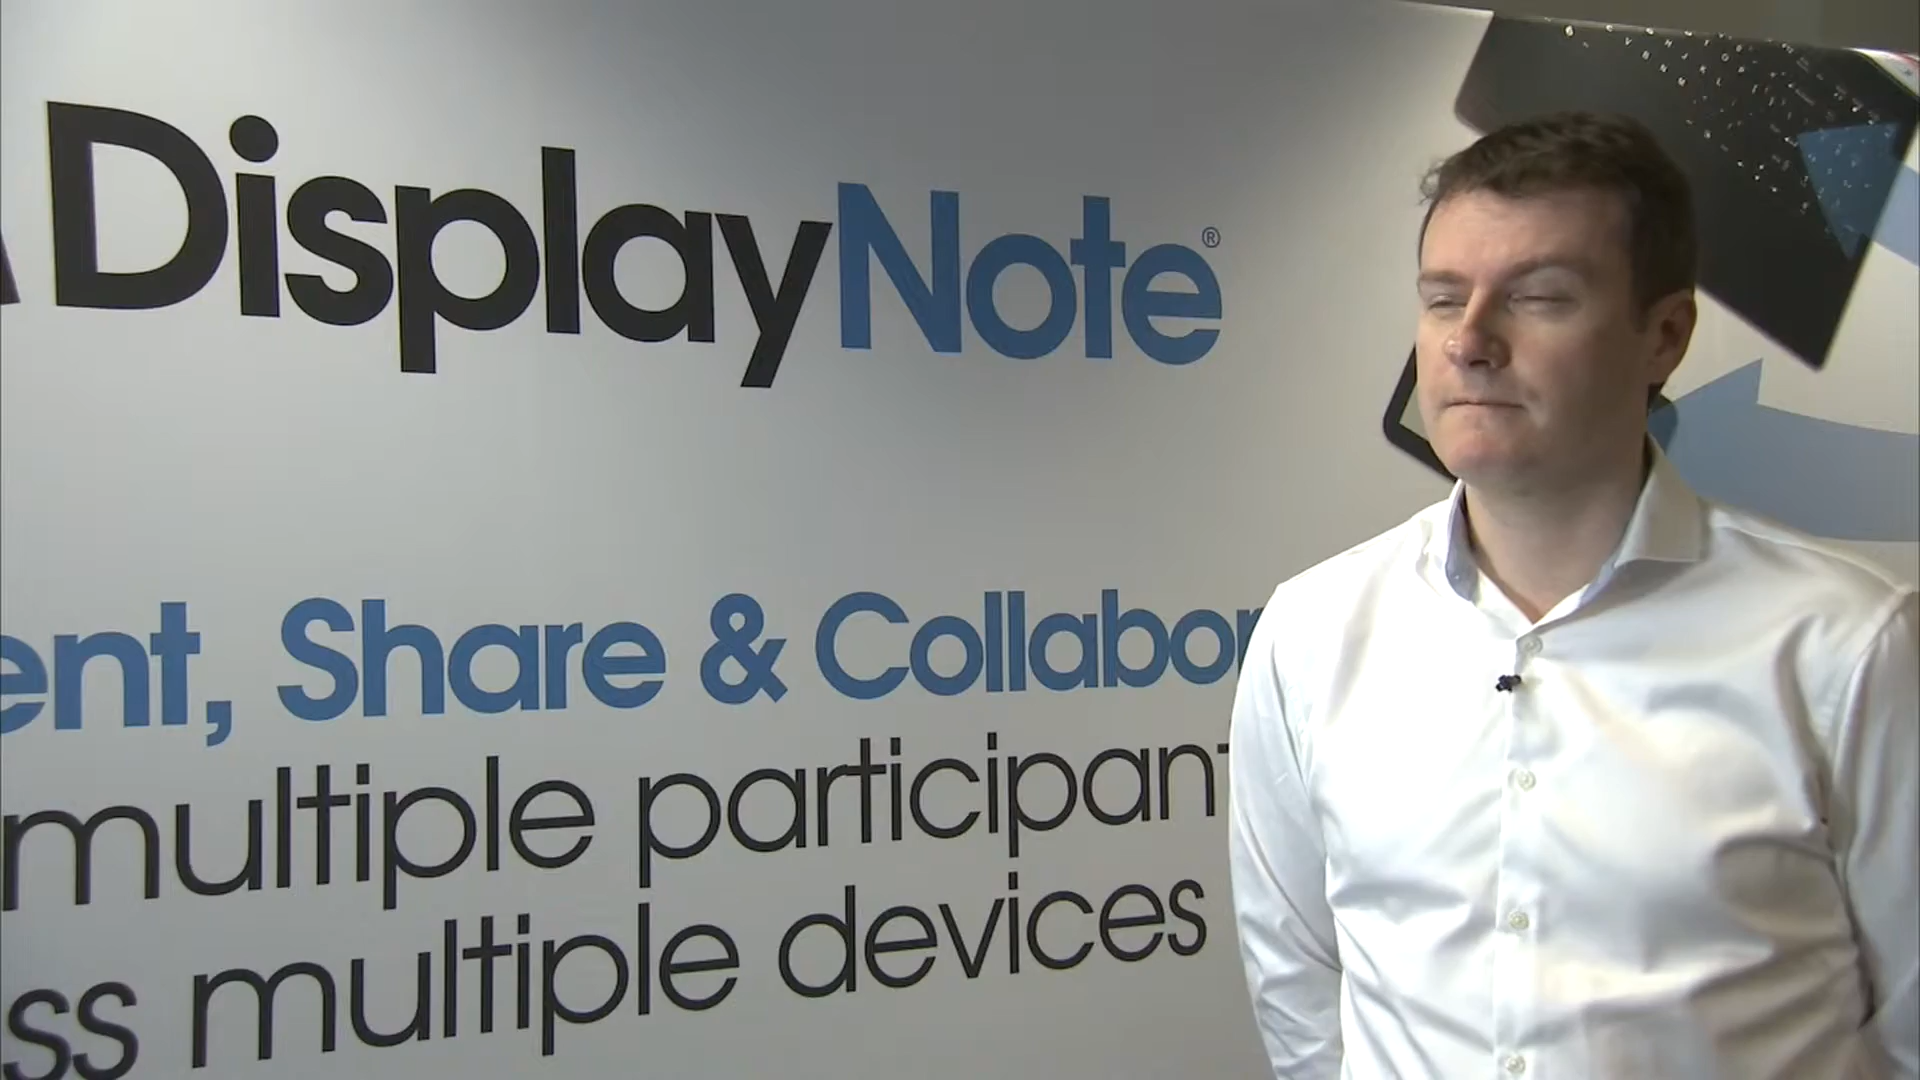 DisplayNote®
ent, Share & Collabor
multiple participant
ss multiple devices